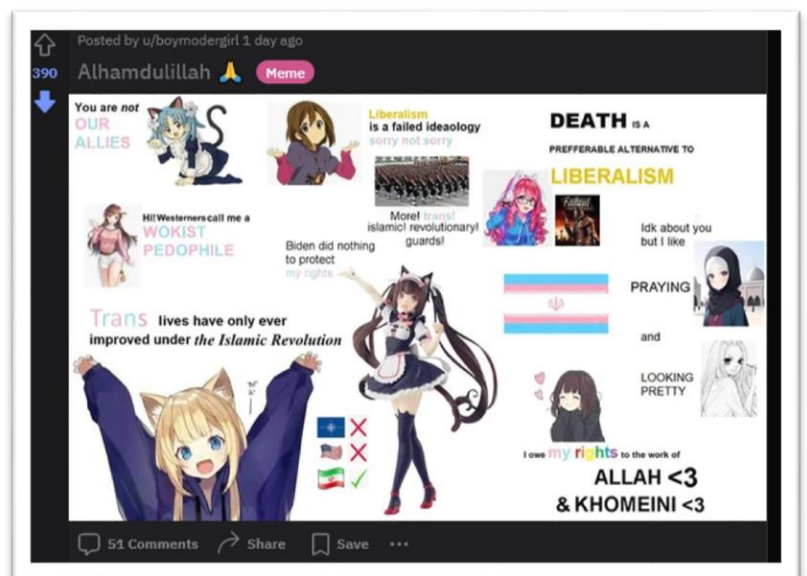 Posted by u/boymodergirl 1 day ago
390
Alhamdulillah 🙏 Meme
You are not
OUR
ALLIES
Liberalism
is a failed ideaology
sorry not sorry
DEATH IS A
PREFFERABLE ALTERNATIVE TO
LIBERALISM
Fallout
Hi! Westerners call me a
WOKIST
PEDOPHILE
More! trans!
islamic! revolutionary!
guards!
Biden did nothing
to protect
my rights
Idk about you
but I like
PRAYING
and
LOOKING
PRETTY
Trans lives have only ever
improved under the Islamic Revolution
I owe my rights to the work of
ALLAH <3
& KHOMEINI <3
51 Comments Share Save